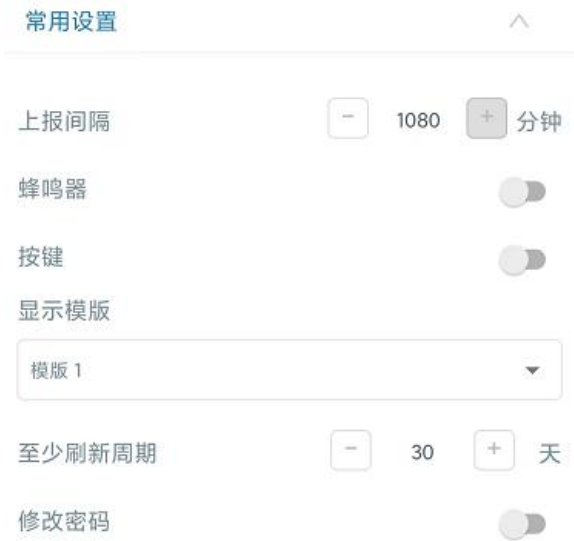 常用设置
上报间隔 - 1080 + 分钟
蜂鸣器
按键
显示模版
模版 1
至少刷新周期 - 30 + 天
修改密码